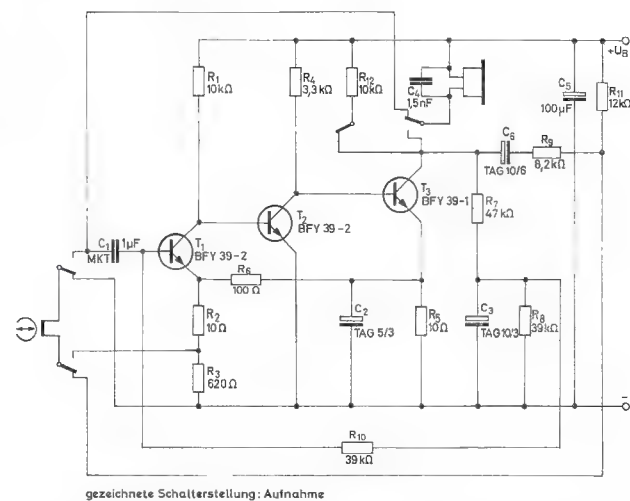 +U_B
R1
10kΩ
R4
3,3kΩ
R12
10kΩ
C4
1,5nF
C5
100µF
R11
12kΩ
C6
TAG 10/6
R9
8,2kΩ
T3
BFY 39-1
R7
47kΩ
T2
BFY 39-2
C1
1µF
MKT
T1
BFY 39-2
R6
100Ω
R2
10Ω
C2
TAG 5/3
R5
10Ω
C3
TAG10/3
R8
39kΩ
R3
620Ω
−
R10
39kΩ
gezeichnete Schalterstellung: Aufnahme